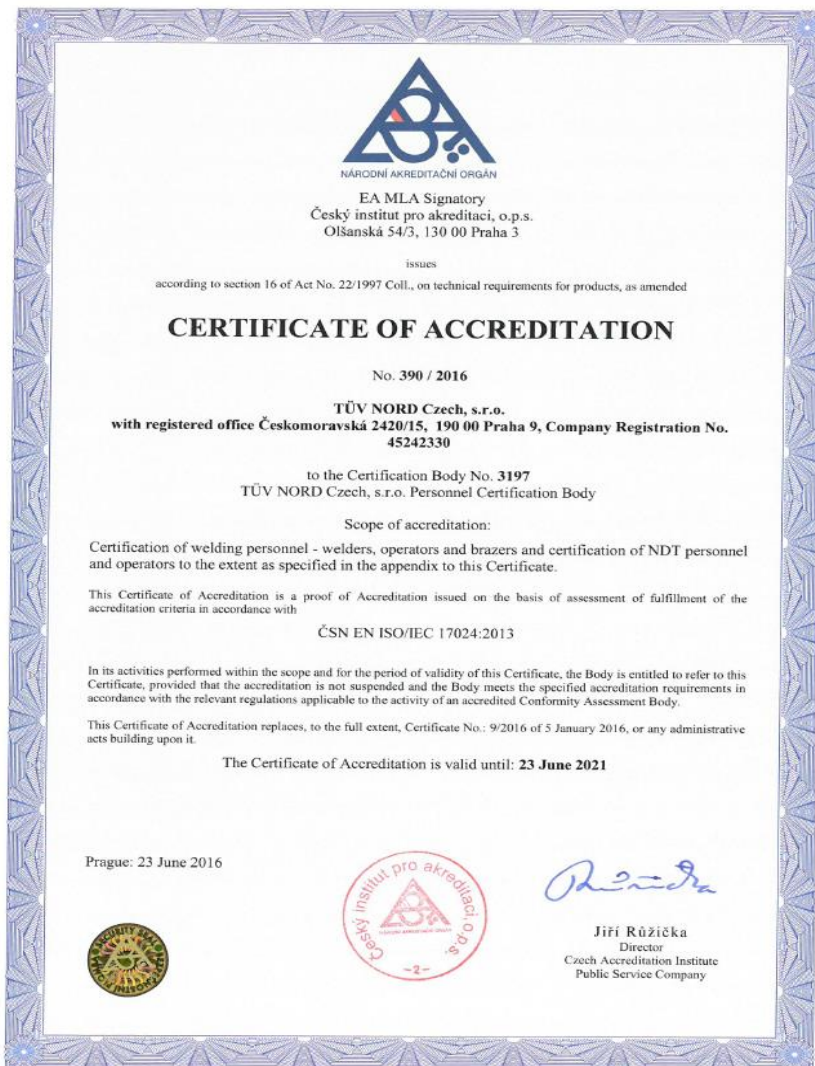 NÁRODNÍ AKREDITAČNÍ ORGÁN
EA MLA Signatory
Český institut pro akreditaci, o.p.s.
Olšanská 54/3, 130 00 Praha 3
issues
according to section 16 of Act No. 22/1997 Coll., on technical requirements for products, as amended
CERTIFICATE OF ACCREDITATION
No. 390 / 2016
TÜV NORD Czech, s.r.o.
with registered office Českomoravská 2420/15, 190 00 Praha 9, Company Registration No.
45242330
to the Certification Body No. 3197
TÜV NORD Czech, s.r.o. Personnel Certification Body
Scope of accreditation:
Certification of welding personnel - welders, operators and brazers and certification of NDT personnel
and operators to the extent as specified in the appendix to this Certificate.
This Certificate of Accreditation is a proof of Accreditation issued on the basis of assessment of fulfillment of the
accreditation criteria in accordance with
ČSN EN ISO/IEC 17024:2013
In its activities performed within the scope and for the period of validity of this Certificate, the Body is entitled to refer to this
Certificate, provided that the accreditation is not suspended and the Body meets the specified accreditation requirements in
accordance with the relevant regulations applicable to the activity of an accredited Conformity Assessment Body.
This Certificate of Accreditation replaces, to the full extent, Certificate No.: 9/2016 of 5 January 2016, or any administrative
acts building upon it.
The Certificate of Accreditation is valid until: 23 June 2021
Prague: 23 June 2016
Český institut pro akreditaci, o.p.s.
NÁRODNÍ AKREDITAČNÍ ORGÁN
-2-
Jiří Růžička
Director
Czech Accreditation Institute
Public Service Company
SECURITY SEAL